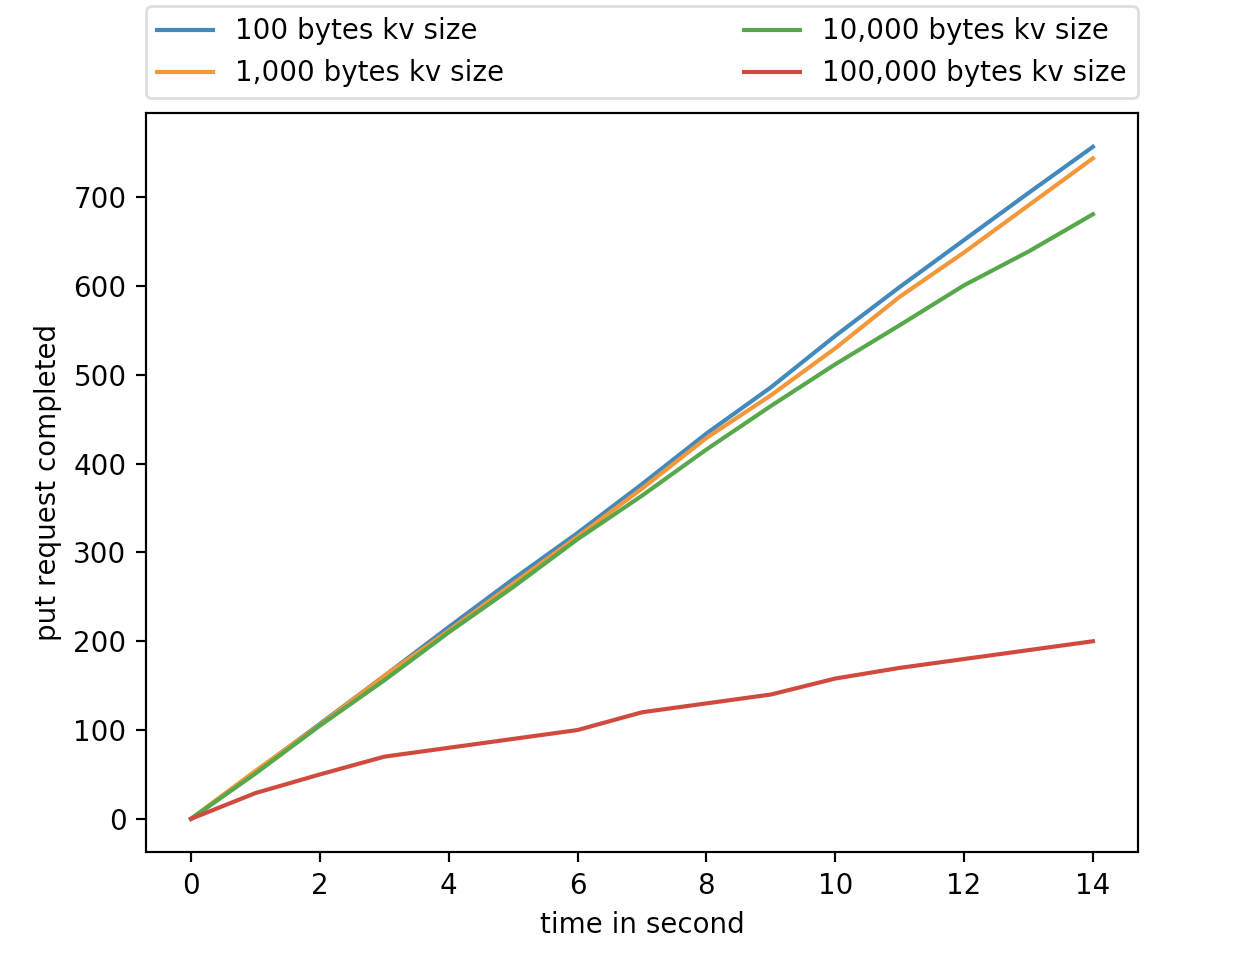 100 bytes kv size
1,000 bytes kv size
10,000 bytes kv size
100,000 bytes kv size
put request completed
700
600
500
400
300
200
100
0
0 2 4 6 8 10 12 14
time in second